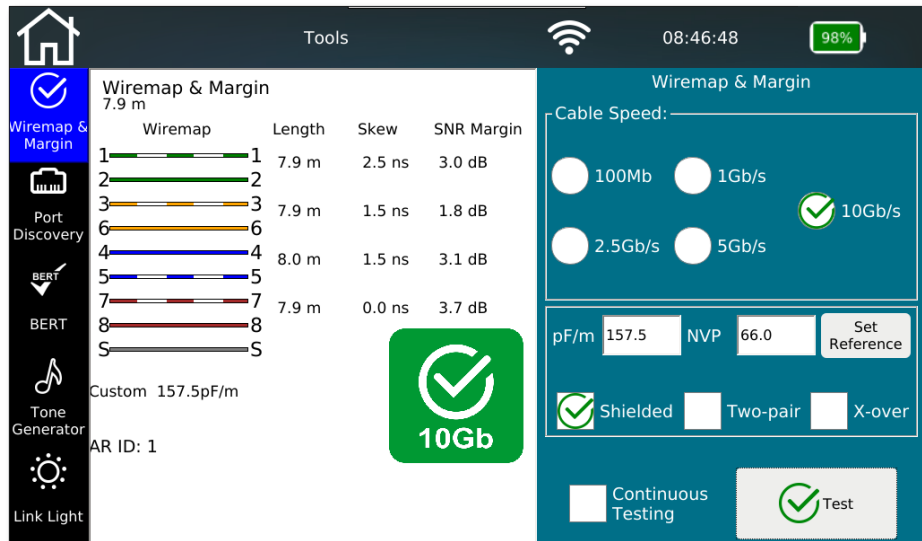 Tools
08:46:48
98%
Wiremap &
Margin
Port
Discovery
BERT
BERT
Tone
Generator
Link Light
Wiremap & Margin
7.9 m
Wiremap Length Skew SNR Margin
1 1 7.9 m 2.5 ns 3.0 dB
2 2
3 3 7.9 m 1.5 ns 1.8 dB
6 6
4 4 8.0 m 1.5 ns 3.1 dB
5 5
7 7 7.9 m 0.0 ns 3.7 dB
8 8
S S
Custom 157.5pF/m
AR ID: 1
10Gb
Wiremap & Margin
Cable Speed:
100Mb 1Gb/s
10Gb/s
2.5Gb/s 5Gb/s
pF/m 157.5 NVP 66.0 Set
Reference
Shielded Two-pair X-over
Continuous
Testing
Test